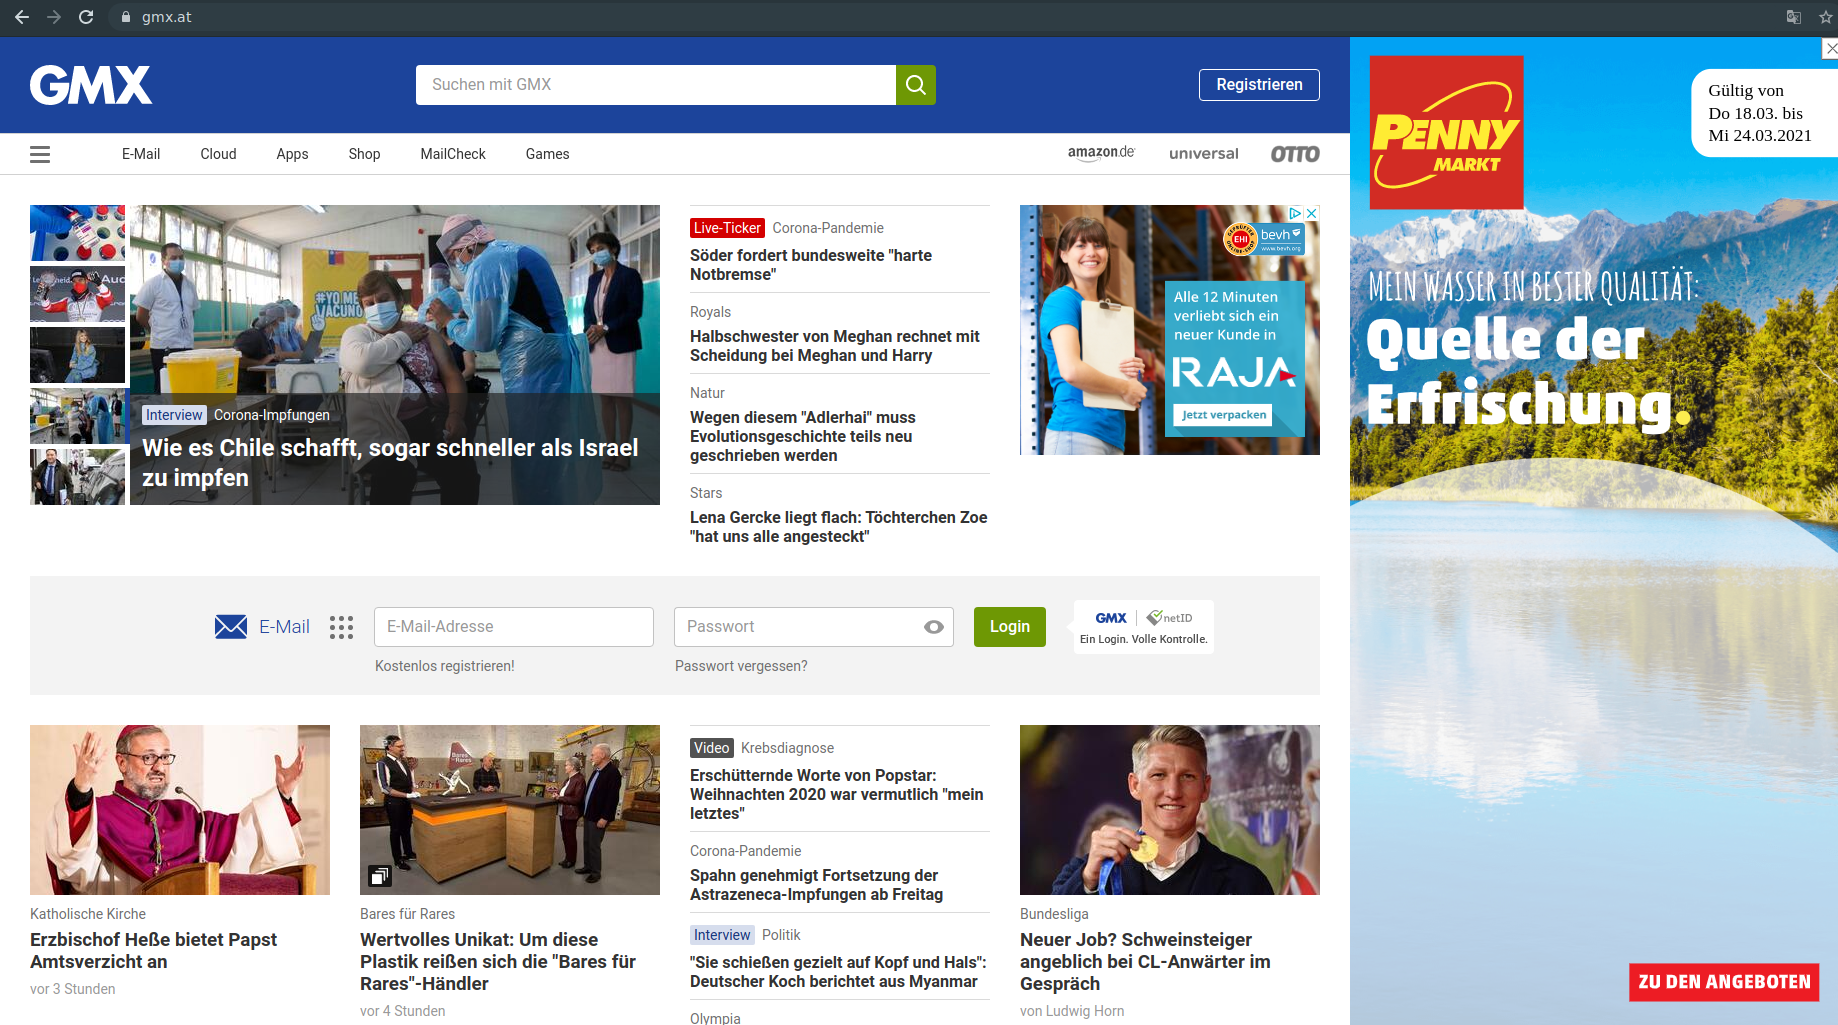 gmx.at
GMX
Suchen mit GMX
Registrieren
E-Mail
Cloud
Apps
Shop
MailCheck
Games
amazon.de
universal
OTTO
#YO ME
VACUNO
Interview Corona-Impfungen
Wie es Chile schafft, sogar schneller als Israel
zu impfen
Live-Ticker Corona-Pandemie
Söder fordert bundesweite "harte
Notbremse"
Royals
Halbschwester von Meghan rechnet mit
Scheidung bei Meghan und Harry
Natur
Wegen diesem "Adlerhai" muss
Evolutionsgeschichte teils neu
geschrieben werden
Stars
Lena Gercke liegt flach: Töchterchen Zoe
"hat uns alle angesteckt"
EHI
bevh
www.bevh.org
Alle 12 Minuten
verliebt sich ein
neuer Kunde in
RAJA
Jetzt verpacken
E-Mail
E-Mail-Adresse
Passwort
Login
GMX
netID
Ein Login. Volle Kontrolle.
Kostenlos registrieren!
Passwort vergessen?
Katholische Kirche
Erzbischof Heße bietet Papst
Amtsverzicht an
vor 3 Stunden
Bares für Rares
Wertvolles Unikat: Um diese
Plastik reißen sich die "Bares für
Rares"-Händler
vor 4 Stunden
Video Krebsdiagnose
Erschütternde Worte von Popstar:
Weihnachten 2020 war vermutlich "mein
letztes"
Corona-Pandemie
Spahn genehmigt Fortsetzung der
Astrazeneca-Impfungen ab Freitag
Interview Politik
"Sie schießen gezielt auf Kopf und Hals":
Deutscher Koch berichtet aus Myanmar
Olympia
Bundesliga
Neuer Job? Schweinsteiger
angeblich bei CL-Anwärter im
Gespräch
von Ludwig Horn
PENNY
MARKT
Gültig von
Do 18.03. bis
Mi 24.03.2021
MEIN WASSER IN BESTER QUALITÄT:
Quelle der
Erfrischung.
ZU DEN ANGEBOTEN